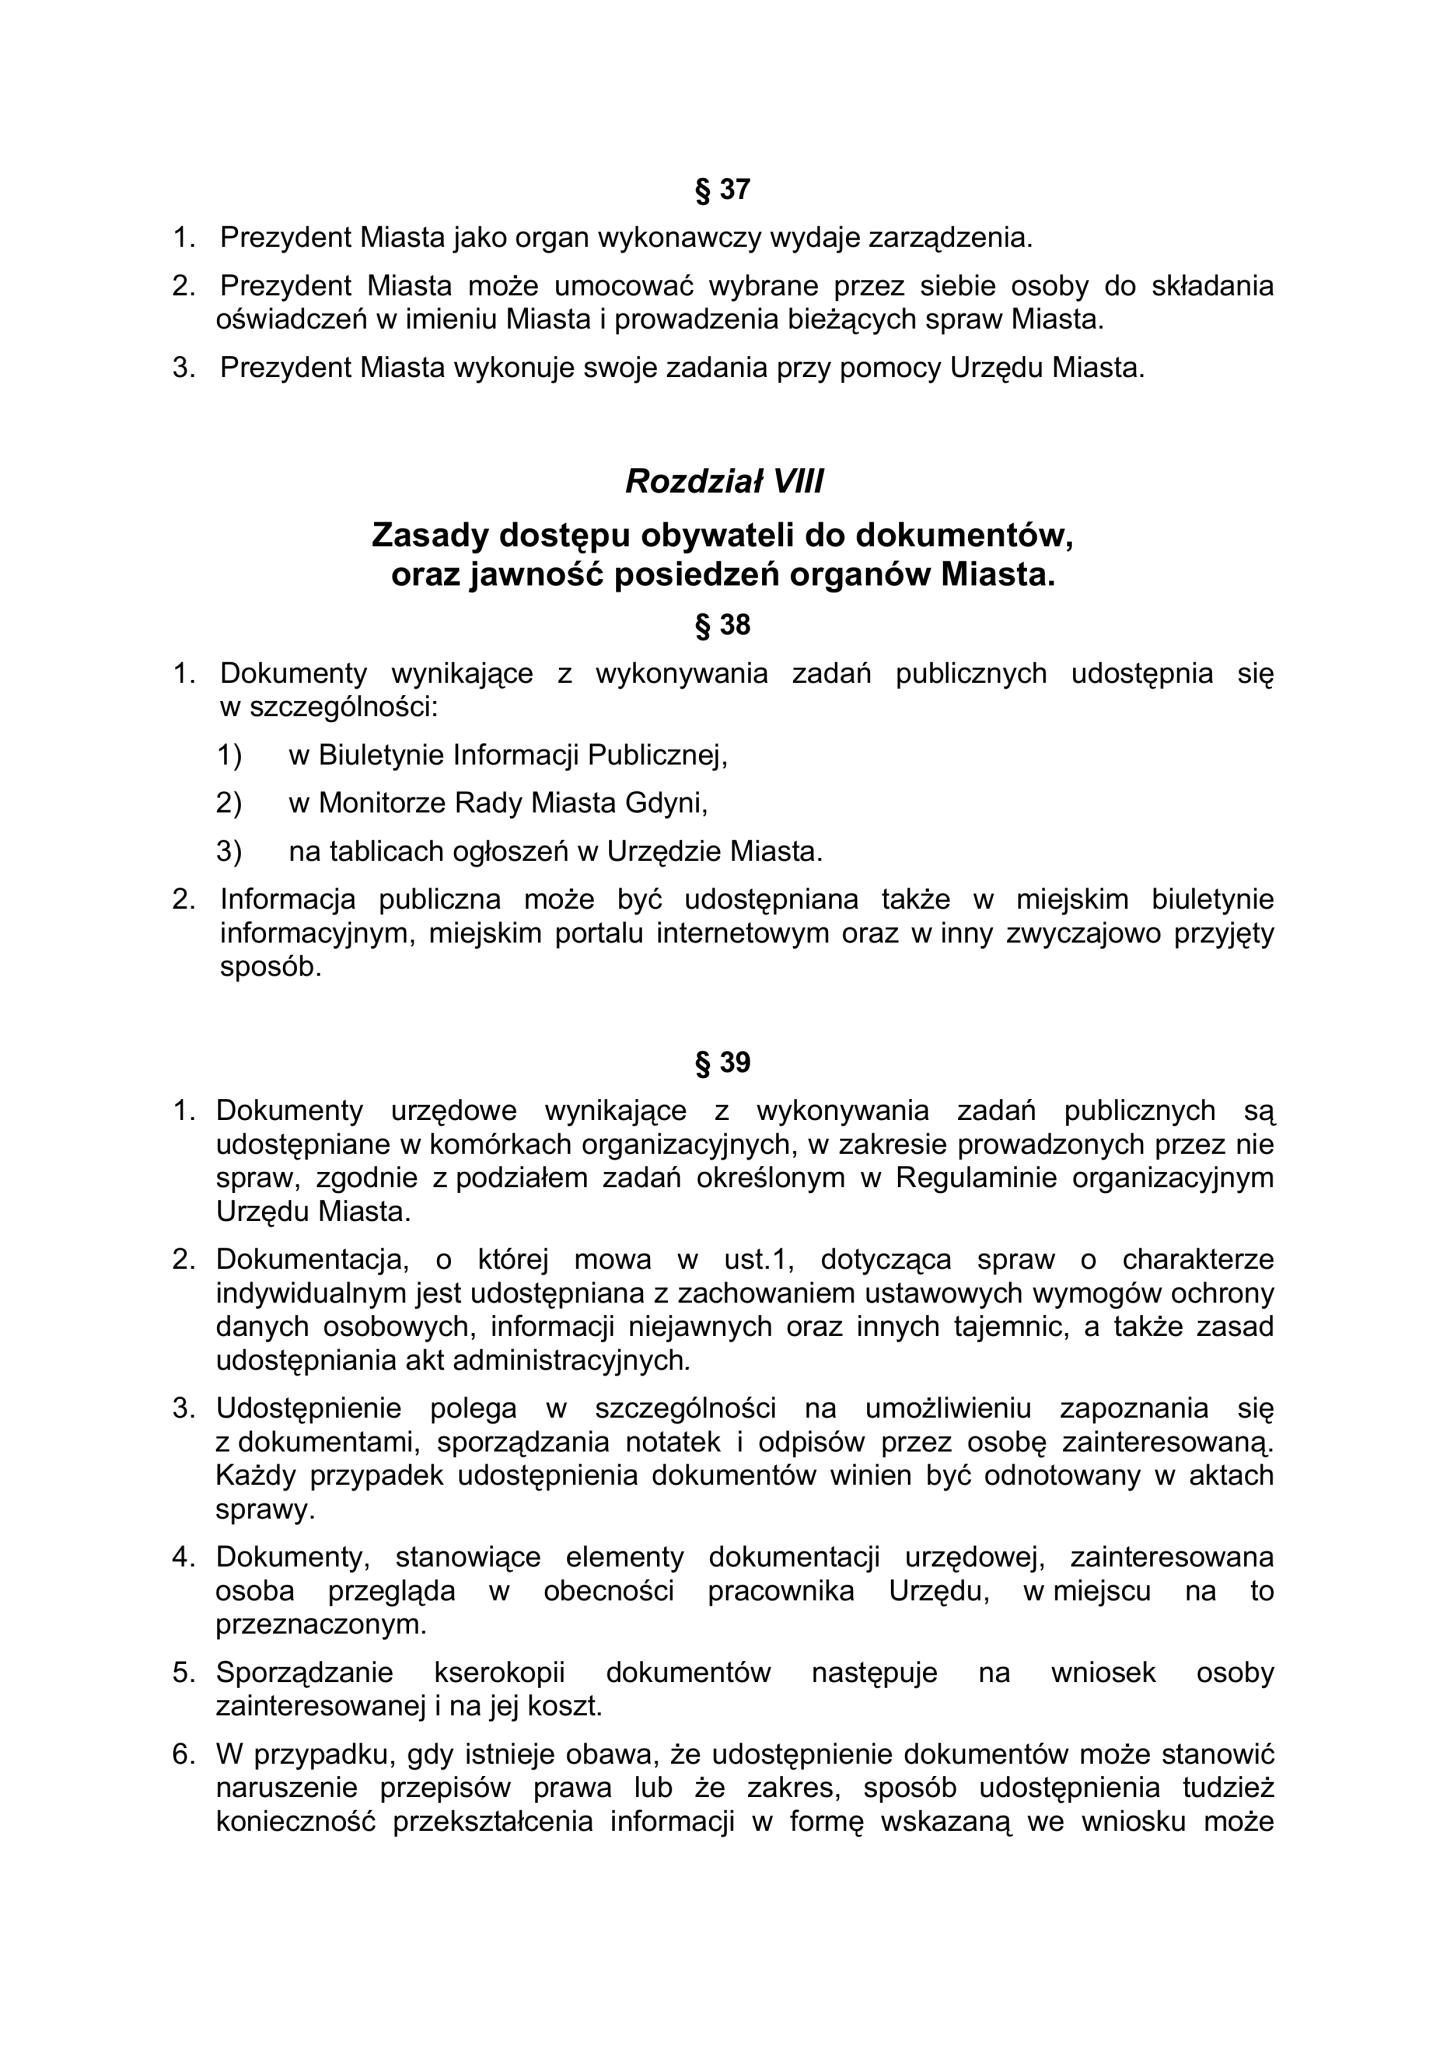 § 37
1. Prezydent Miasta jako organ wykonawczy wydaje zarządzenia.
2. Prezydent Miasta może umocować wybrane przez siebie osoby do składania
oświadczeń w imieniu Miasta i prowadzenia bieżących spraw Miasta.
3. Prezydent Miasta wykonuje swoje zadania przy pomocy Urzędu Miasta.
Rozdział VIII
Zasady dostępu obywateli do dokumentów,
oraz jawność posiedzeń organów Miasta.
§ 38
1. Dokumenty wynikające z wykonywania zadań publicznych udostępnia się
w szczególności:
1) w Biuletynie Informacji Publicznej,
2) w Monitorze Rady Miasta Gdyni,
3) na tablicach ogłoszeń w Urzędzie Miasta.
2. Informacja publiczna może być udostępniana także w miejskim biuletynie
informacyjnym, miejskim portalu internetowym oraz w inny zwyczajowo przyjęty
sposób.
§ 39
1. Dokumenty urzędowe wynikające z wykonywania zadań publicznych są
udostępniane w komórkach organizacyjnych, w zakresie prowadzonych przez nie
spraw, zgodnie z podziałem zadań określonym w Regulaminie organizacyjnym
Urzędu Miasta.
2. Dokumentacja, o której mowa w ust.1, dotycząca spraw o charakterze
indywidualnym jest udostępniana z zachowaniem ustawowych wymogów ochrony
danych osobowych, informacji niejawnych oraz innych tajemnic, a także zasad
udostępniania akt administracyjnych.
3. Udostępnienie polega w szczególności na umożliwieniu zapoznania się
z dokumentami, sporządzania notatek i odpisów przez osobę zainteresowaną.
Każdy przypadek udostępnienia dokumentów winien być odnotowany w aktach
sprawy.
4. Dokumenty, stanowiące elementy dokumentacji urzędowej, zainteresowana
osoba przegląda w obecności pracownika Urzędu, w miejscu na to
przeznaczonym.
5. Sporządzanie kserokopii dokumentów następuje na wniosek osoby
zainteresowanej i na jej koszt.
6. W przypadku, gdy istnieje obawa, że udostępnienie dokumentów może stanowić
naruszenie przepisów prawa lub że zakres, sposób udostępnienia tudzież
konieczność przekształcenia informacji w formę wskazaną we wniosku może